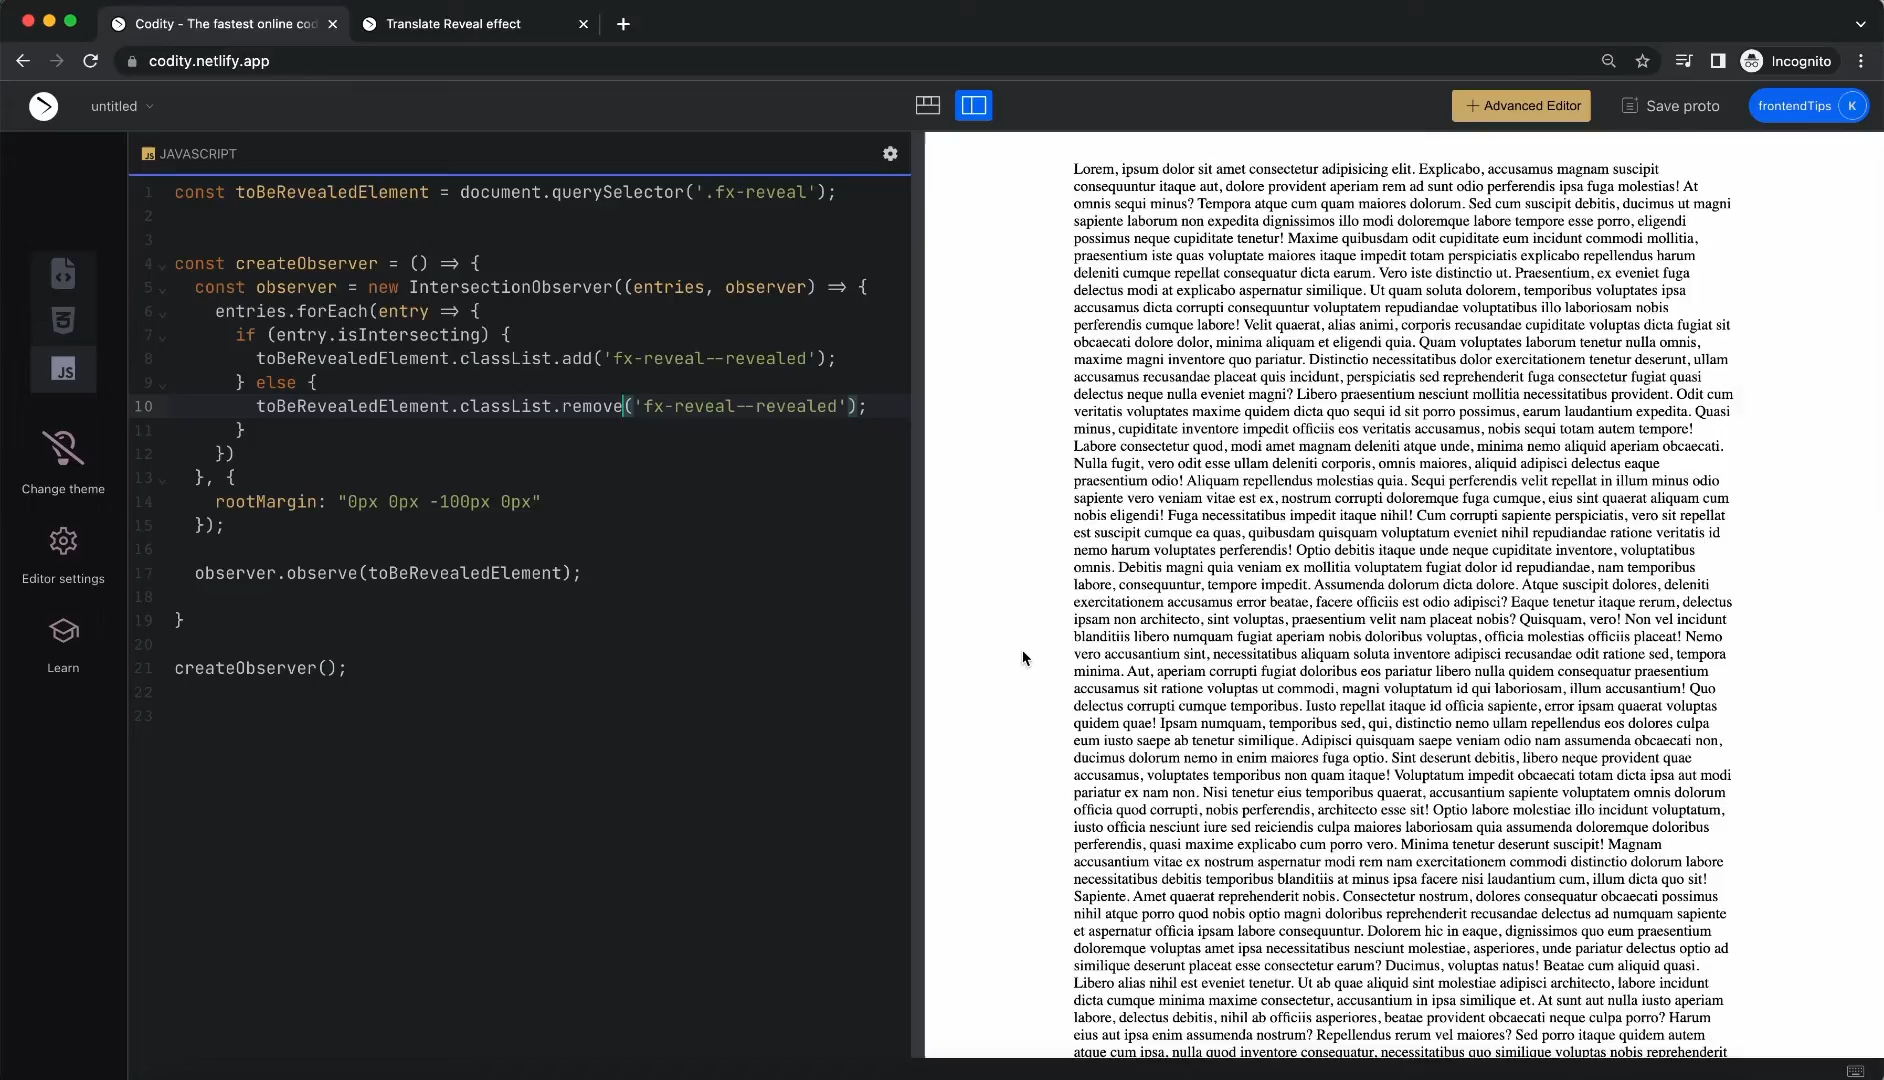 Codity - The fastest online co
Translate Reveal effect
codity.netlify.app
Incognito
untitled
Advanced Editor
Save proto
frontendTips
K
JS
Change theme
Editor settings
Learn
JS JAVASCRIPT
1 const toBeRevealedElement = document.querySelector('.fx-reveal');
2
3
4 const createObserver = () => {
5 const observer = new IntersectionObserver((entries, observer) => {
6 entries.forEach(entry => {
7 if (entry.isIntersecting) {
8 toBeRevealedElement.classList.add('fx-reveal--revealed');
9 } else {
10 toBeRevealedElement.classList.remove('fx-reveal--revealed');
11 }
12 })
13 }, {
14 rootMargin: "0px 0px -100px 0px"
15 });
16
17 observer.observe(toBeRevealedElement);
18
19 }
20
21 createObserver();
22
23
Lorem, ipsum dolor sit amet consectetur adipisicing elit. Explicabo, accusamus magnam suscipit
consequuntur itaque aut, dolore provident aperiam rem ad sunt odio perferendis ipsa fuga molestias! At
omnis sequi minus? Tempora atque cum quam maiores dolorum. Sed cum suscipit debitis, ducimus ut magni
sapiente laborum non expedita dignissimos illo modi doloremque labore tempore esse porro, eligendi
possimus neque cupiditate tenetur! Maxime quibusdam odit cupiditate eum incidunt commodi mollitia,
praesentium iste quas voluptate maiores itaque impedit totam perspiciatis explicabo repellendus harum
deleniti cumque repellat consequatur dicta earum. Vero iste distinctio ut. Praesentium, ex eveniet fuga
delectus modi at explicabo aspernatur similique. Ut quam soluta dolorem, temporibus voluptates ipsa
accusamus dicta corrupti consequuntur voluptatem repudiandae voluptatibus illo laboriosam nobis
perferendis cumque labore! Velit quaerat, alias animi, corporis recusandae cupiditate voluptas dicta fugiat sit
obcaecati dolore dolor, minima aliquam et eligendi quia. Quam voluptates laborum tenetur nulla omnis,
maxime magni inventore quo pariatur. Distinctio necessitatibus dolor exercitationem tenetur deserunt, ullam
accusamus recusandae placeat quis incidunt, perspiciatis sed reprehenderit fuga consectetur fugiat quasi
delectus neque nulla eveniet magni? Libero praesentium nesciunt mollitia necessitatibus provident. Odit cum
veritatis voluptates maxime quidem dicta quo sequi id sit porro possimus, earum laudantium expedita. Quasi
minus, cupiditate inventore impedit officiis eos veritatis accusamus, nobis sequi totam autem tempore!
Labore consectetur quod, modi amet magnam deleniti atque unde, minima nemo aliquid aperiam obcaecati.
Nulla fugit, vero odit esse ullam deleniti corporis, omnis maiores, aliquid adipisci delectus eaque
praesentium odio! Aliquam repellendus molestias quia. Sequi perferendis velit repellat in illum minus odio
sapiente vero veniam vitae est ex, nostrum corrupti doloremque fuga cumque, eius sint quaerat aliquam cum
nobis eligendi! Fuga necessitatibus impedit itaque nihil! Cum corrupti sapiente perspiciatis, vero sit repellat
est suscipit cumque ea quas, quibusdam quisquam voluptatum eveniet nihil repudiandae ratione veritatis id
nemo harum voluptates perferendis! Optio debitis itaque unde neque cupiditate inventore, voluptatibus
omnis. Debitis magni quia veniam ex mollitia voluptatem fugiat dolor id repudiandae, nam temporibus
labore, consequuntur, tempore impedit. Assumenda dolorum dicta dolore. Atque suscipit dolores, deleniti
exercitationem accusamus error beatae, facere officiis est odio adipisci? Eaque tenetur itaque rerum, delectus
ipsam non architecto, sint voluptas, praesentium velit nam placeat nobis? Quisquam, vero! Non vel incidunt
blanditiis libero numquam fugiat aperiam nobis doloribus voluptas, officia molestias officiis placeat! Nemo
vero accusantium sint, necessitatibus aliquam soluta inventore adipisci recusandae odit ratione sed, tempora
minima. Aut, aperiam corrupti fugiat doloribus eos pariatur libero nulla quidem consequatur praesentium
accusamus sit ratione voluptas ut commodi, magni voluptatum id qui laboriosam, illum accusantium! Quo
delectus corrupti cumque temporibus. Iusto repellat itaque id officia sapiente, error ipsam quaerat voluptas
quidem quae! Ipsam numquam, temporibus sed, qui, distinctio nemo ullam repellendus eos dolores culpa
eum iusto saepe ab tenetur similique. Adipisci quisquam saepe veniam odio nam assumenda obcaecati non,
ducimus dolorum nemo in enim maiores fuga optio. Sint deserunt debitis, libero neque provident quae
accusamus, voluptates temporibus non quam itaque! Voluptatum impedit obcaecati totam dicta ipsa aut modi
pariatur ex nam non. Nisi tenetur eius temporibus quaerat, accusantium sapiente voluptatem omnis dolorum
officia quod corrupti, nobis perferendis, architecto esse sit! Optio labore molestiae illo incidunt voluptatum,
iusto officia nesciunt iure sed reiciendis culpa maiores laboriosam quia assumenda doloremque doloribus
perferendis, quasi maxime explicabo cum porro vero. Minima tenetur deserunt suscipit! Magnam
accusantium vitae ex nostrum aspernatur modi rem nam exercitationem commodi distinctio dolorum labore
necessitatibus debitis temporibus blanditiis at minus ipsa facere nisi laudantium cum, illum dicta quo sit!
Sapiente. Amet quaerat reprehenderit nobis. Consectetur nostrum, dolores consequatur obcaecati possimus
nihil atque porro quod nobis optio magni doloribus reprehenderit recusandae delectus ad numquam sapiente
et aspernatur officia ipsam labore consequuntur. Dolorem hic in eaque, dignissimos quo eum praesentium
doloremque voluptas amet ipsa necessitatibus nesciunt molestiae, asperiores, unde pariatur delectus optio ad
similique deserunt placeat esse consectetur earum? Ducimus, voluptas natus! Beatae cum aliquid quasi.
Libero alias nihil est eveniet tenetur. Ut ab quae aliquid sint molestiae adipisci architecto, labore incidunt
dicta cumque minima maxime consectetur, accusantium in ipsa similique et. At sunt aut nulla iusto aperiam
labore, delectus debitis, nihil ab officiis asperiores, beatae provident obcaecati neque culpa porro? Harum
eius aut ipsa enim assumenda nostrum? Repellendus rerum vel maiores? Sed porro itaque quidem autem
atque cum ipsa, nulla quod inventore consequatur, necessitatibus quo similique voluptas nobis reprehenderit